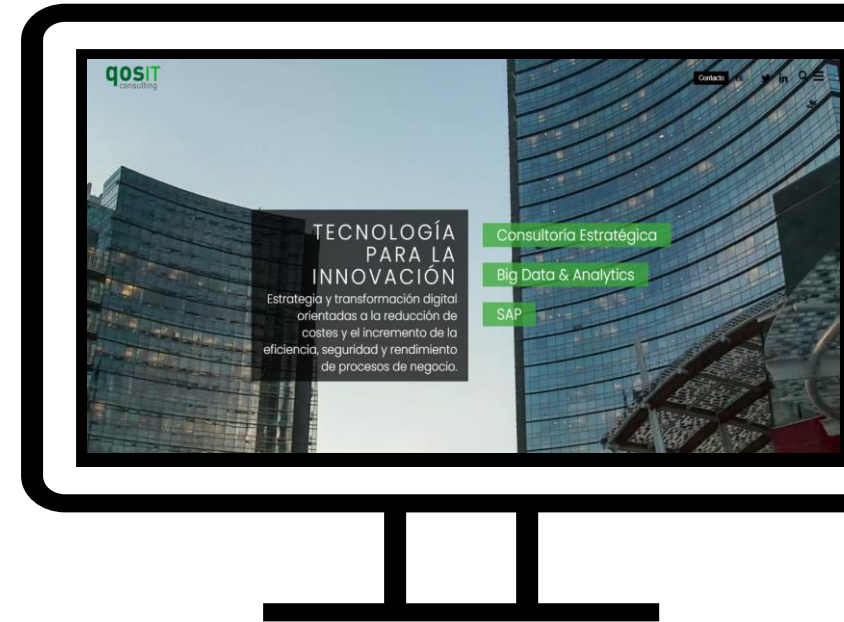 qosIT
consulting
Contacto
TECNOLOGÍA
PARA LA
INNOVACIÓN
Estrategia y transformación digital
orientadas a la reducción de
costes y el incremento de la
eficiencia, seguridad y rendimiento
de procesos de negocio.
Consultoría Estratégica
Big Data & Analytics
SAP